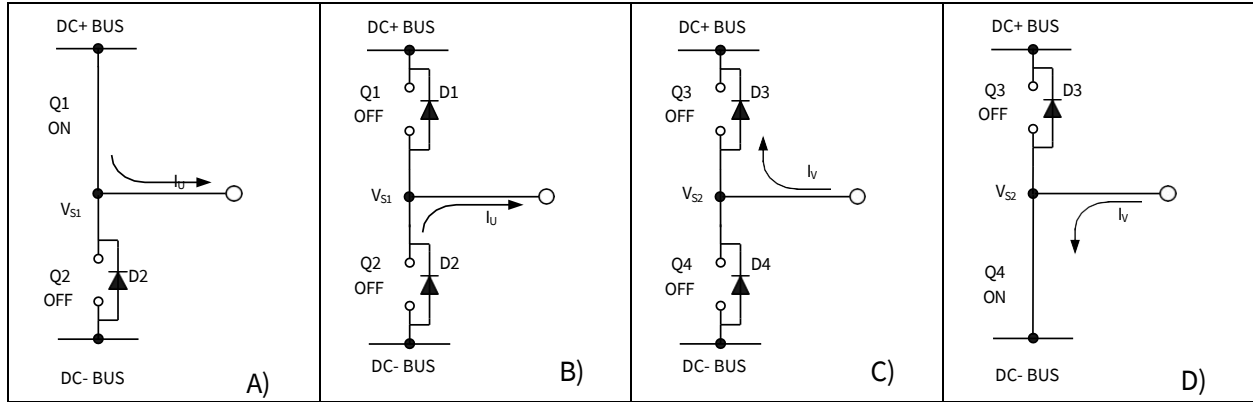 DC+ BUS
Q1
ON
I_U
V_S1
Q2
OFF
D2
DC- BUS
A)
DC+ BUS
Q1
OFF
D1
V_S1
I_U
Q2
OFF
D2
DC- BUS
B)
DC+ BUS
Q3
OFF
D3
I_V
V_S2
Q4
OFF
D4
DC- BUS
C)
DC+ BUS
Q3
OFF
D3
V_S2
I_V
Q4
ON
DC- BUS
D)